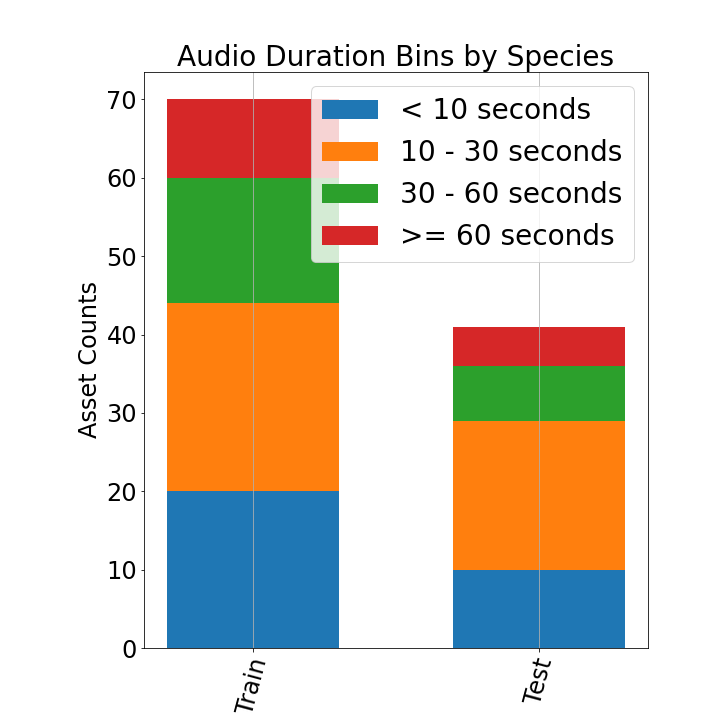 Audio Duration Bins by Species
70
60
50
40
30
20
10
0
Asset Counts
< 10 seconds
10 - 30 seconds
30 - 60 seconds
>= 60 seconds
Train
Test